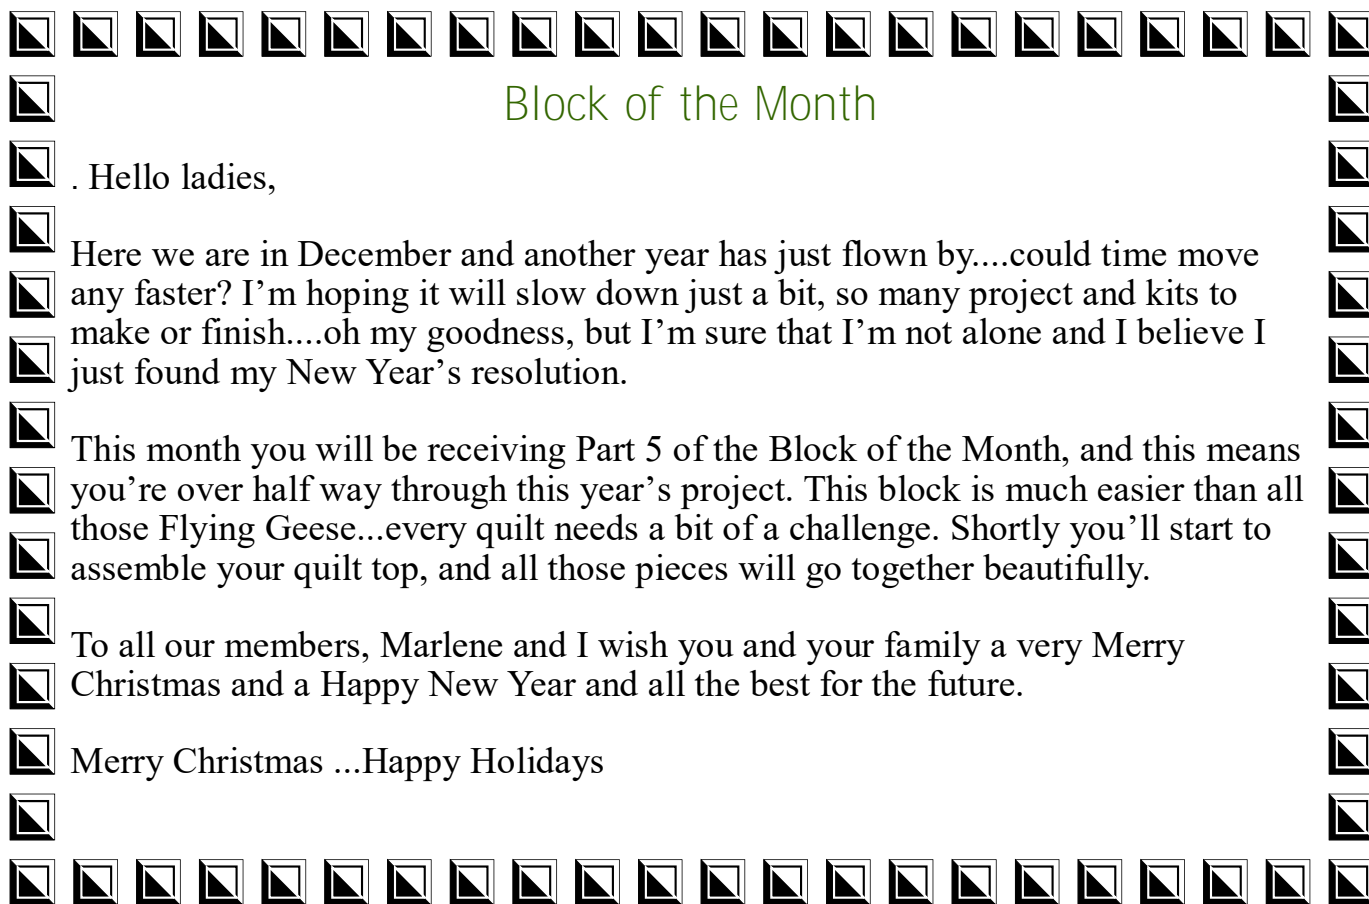 Block of the Month
. Hello ladies,
Here we are in December and another year has just flown by....could time move
any faster? I’m hoping it will slow down just a bit, so many project and kits to
make or finish....oh my goodness, but I’m sure that I’m not alone and I believe I
just found my New Year’s resolution.
This month you will be receiving Part 5 of the Block of the Month, and this means
you’re over half way through this year’s project. This block is much easier than all
those Flying Geese...every quilt needs a bit of a challenge. Shortly you’ll start to
assemble your quilt top, and all those pieces will go together beautifully.
To all our members, Marlene and I wish you and your family a very Merry
Christmas and a Happy New Year and all the best for the future.
Merry Christmas ...Happy Holidays